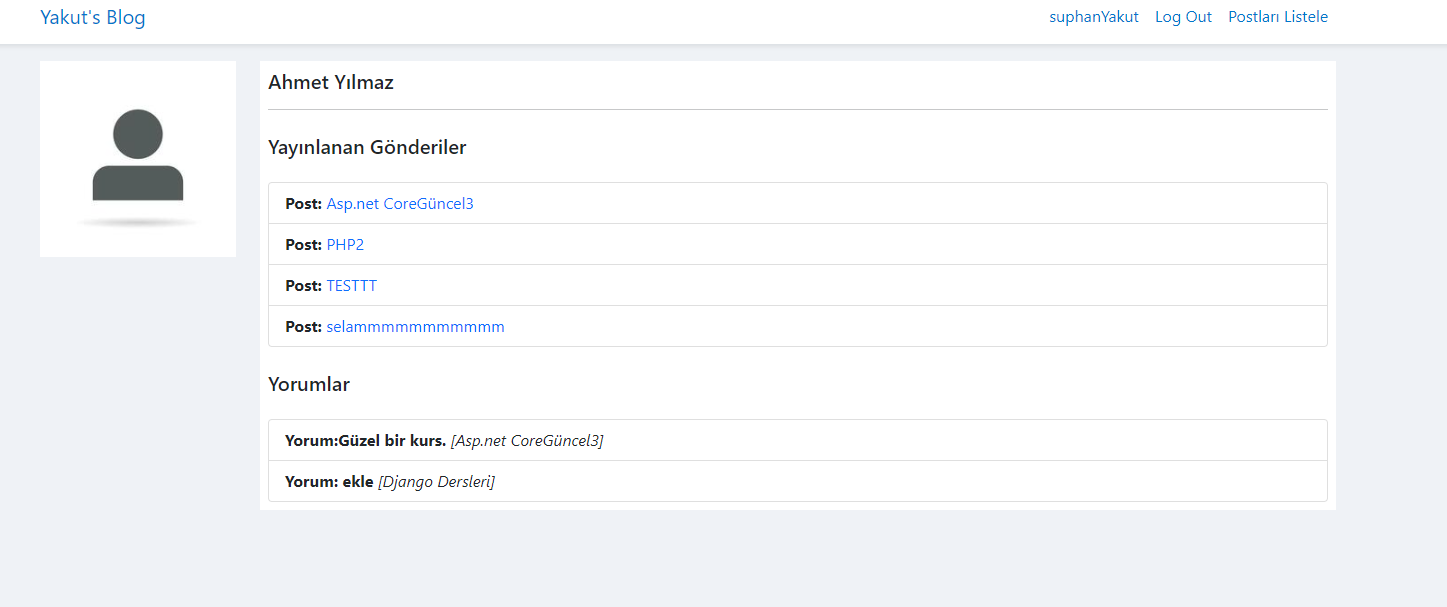 Yakut's Blog suphanYakut Log Out Postları Listele
Ahmet Yılmaz
Yayınlanan Gönderiler
Post: Asp.net CoreGüncel3
Post: PHP2
Post: TESTTT
Post: selammmmmmmmmmm
Yorumlar
Yorum:Güzel bir kurs. [Asp.net CoreGüncel3]
Yorum: ekle [Django Dersleri]